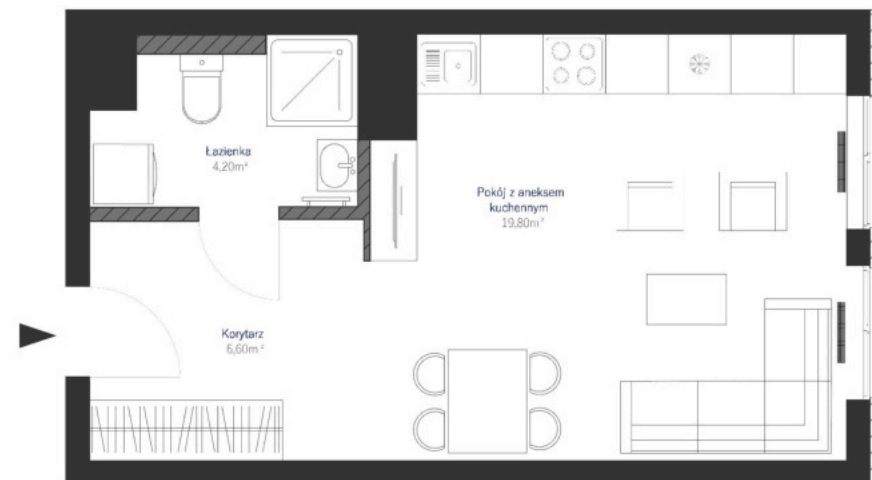 Łazienka
4,20m²
Pokój z aneksem
kuchennym
19,80m²
Korytarz
6,60m²